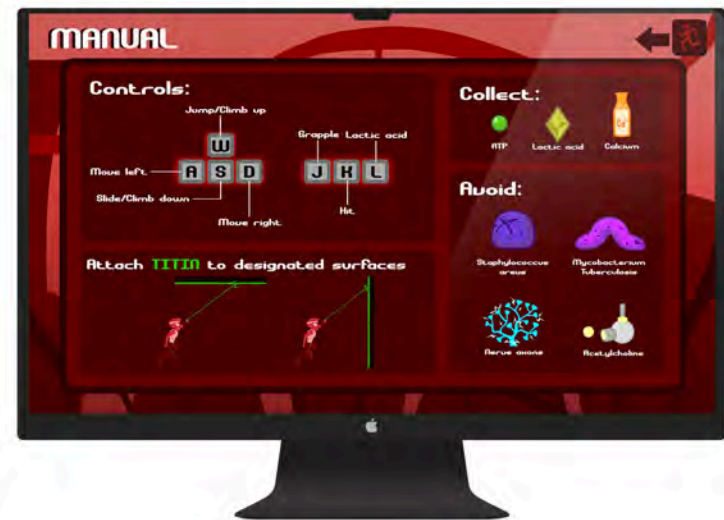 MANUAL
Controls:
Jump/Climb up
W
Move left
A S D
Slide/Climb down
Move right
Grapple Lactic acid
J K L
Hit
Attach TITIN to designated surfaces
Collect:
ATP
Lactic acid
Calcium
Avoid:
Staphylococcus
areus
Mycobacterium
Tuberculosis
Nerve axons
Acetylcholine